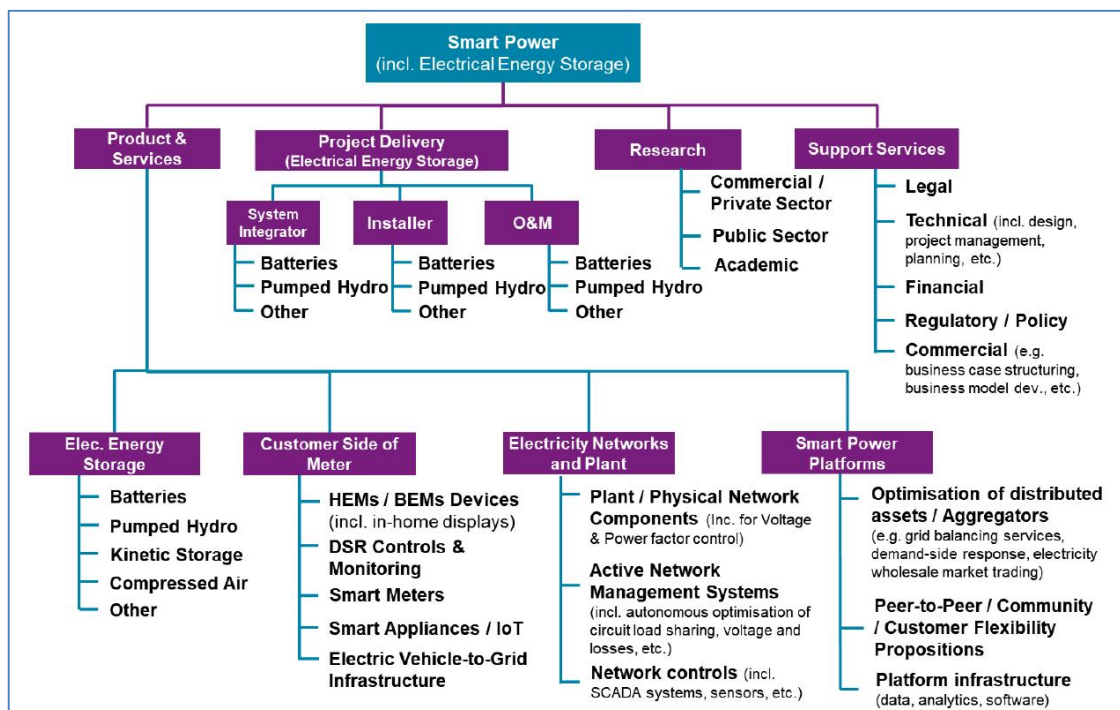 Smart Power
(incl. Electrical Energy Storage)
Product &
Services
Project Delivery
(Electrical Energy Storage)
Research
Support Services
System
Integrator
Installer
O&M
Batteries
Pumped Hydro
Other
Batteries
Pumped Hydro
Other
Batteries
Pumped Hydro
Other
Commercial /
Private Sector
Public Sector
Academic
Legal
Technical (incl. design,
project management,
planning, etc.)
Financial
Regulatory / Policy
Commercial (e.g.
business case structuring,
business model dev., etc.)
Elec. Energy
Storage
Batteries
Pumped Hydro
Kinetic Storage
Compressed Air
Other
Customer Side of
Meter
HEMs / BEMs Devices
(incl. in-home displays)
DSR Controls &
Monitoring
Smart Meters
Smart Appliances / IoT
Electric Vehicle-to-Grid
Infrastructure
Electricity Networks
and Plant
Plant / Physical Network
Components (Inc. for Voltage
& Power factor control)
Active Network
Management Systems
(incl. autonomous optimisation of
circuit load sharing, voltage and
losses, etc.)
Network controls (incl.
SCADA systems, sensors, etc.)
Smart Power
Platforms
Optimisation of distributed
assets / Aggregators
(e.g. grid balancing services,
demand-side response, electricity
wholesale market trading)
Peer-to-Peer / Community
/ Customer Flexibility
Propositions
Platform infrastructure
(data, analytics, software)